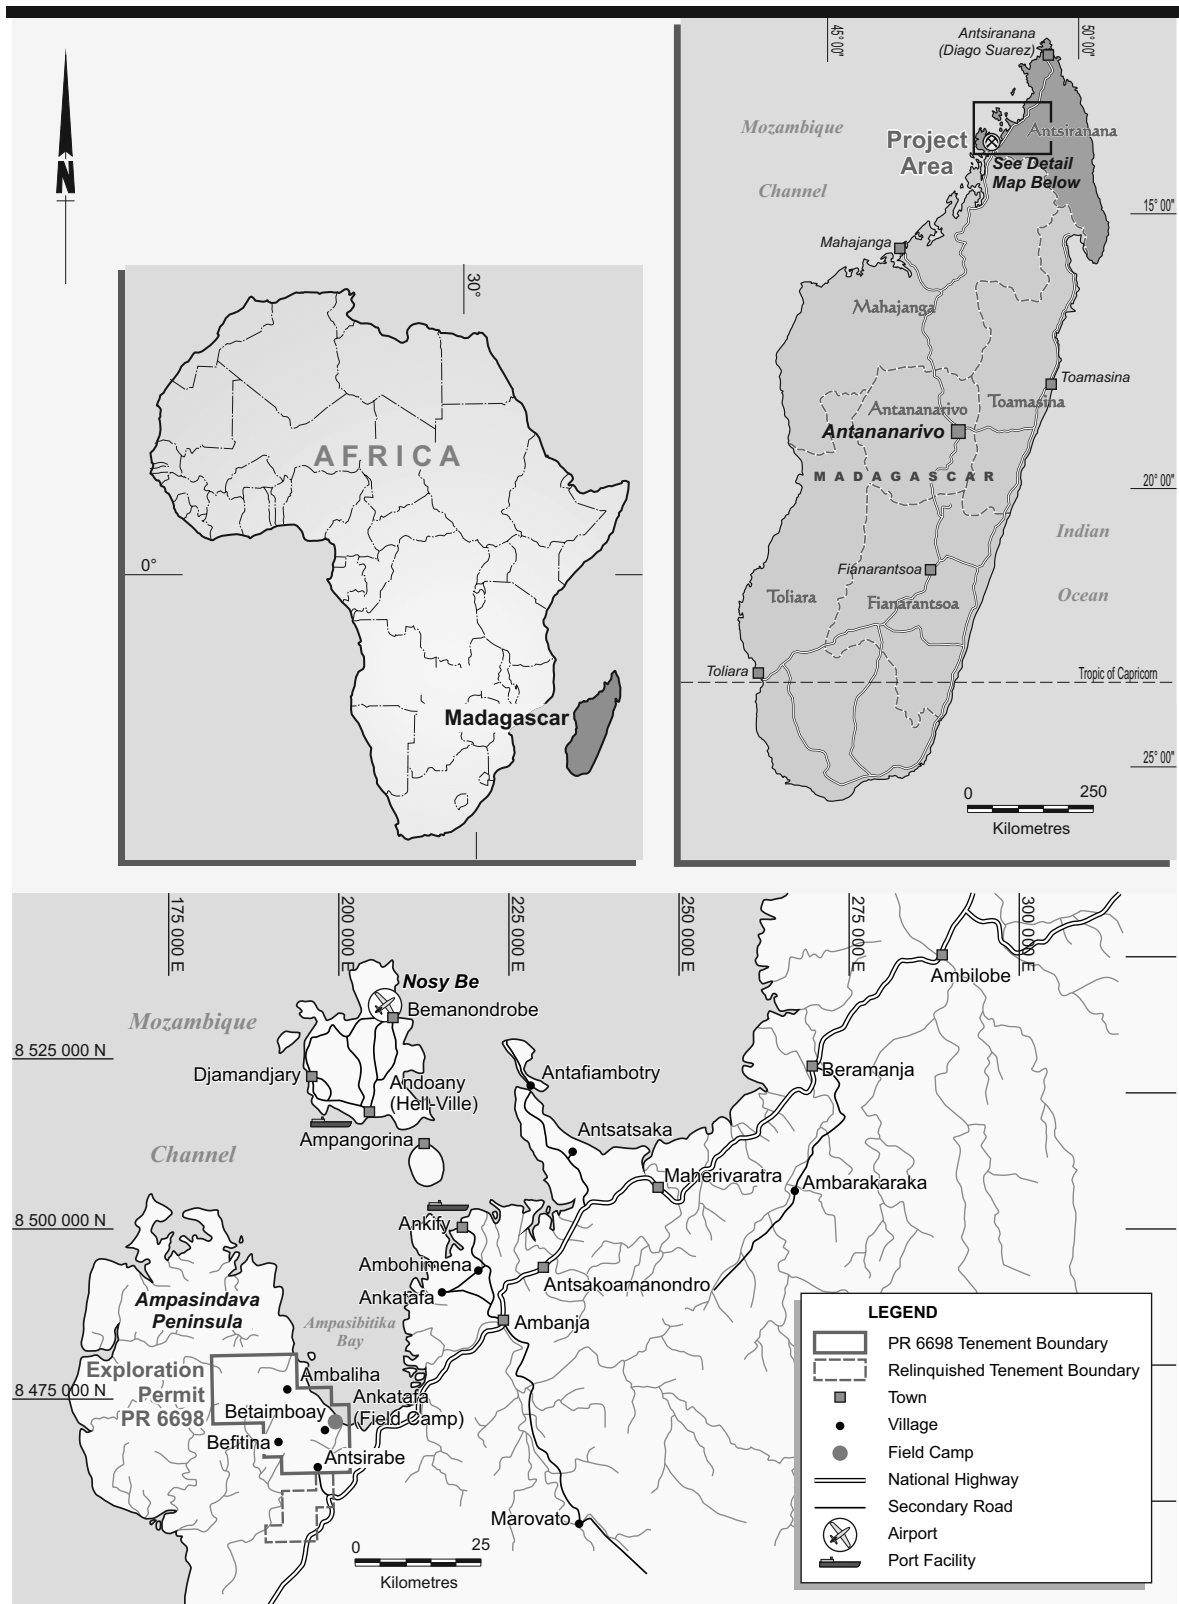 N
30°
AFRICA
0°
Madagascar
45° 00"
50° 00"
Antsiranana
(Diago Suarez)
Mozambique
Channel
Project
Area
Antsiranana
See Detail
Map Below
15° 00"
Mahajanga
Mahajanga
Toamasina
Toamasina
Antananarivo
Antananarivo
MADAGASCAR
20° 00"
Indian
Ocean
Fianarantsoa
Fianarantsoa
Toliara
Toliara
Tropic of Capricorn
25° 00"
0 250
Kilometres
175 000 E
200 000 E
225 000 E
250 000 E
275 000 E
300 000 E
Ambilobe
Nosy Be
Bemanondrobe
Mozambique
8 525 000 N
Djamandjary
Andoany
(Hell-Ville)
Antafiambotry
Beramanja
Ampangorina
Antsatsaka
Channel
Maherivaratra
Ambarakaraka
8 500 000 N
Ankify
Ambohimena
Antsakoamanondro
Ankatafa
Ampasindava
Peninsula
Ampasibitika
Bay
Ambanja
Exploration
Permit
PR 6698
Ambaliha
8 475 000 N
Ankatafa
(Field Camp)
Betaimboay
Befitina
Antsirabe
Marovato
0 25
Kilometres
LEGEND
PR 6698 Tenement Boundary
Relinquished Tenement Boundary
Town
Village
Field Camp
National Highway
Secondary Road
Airport
Port Facility